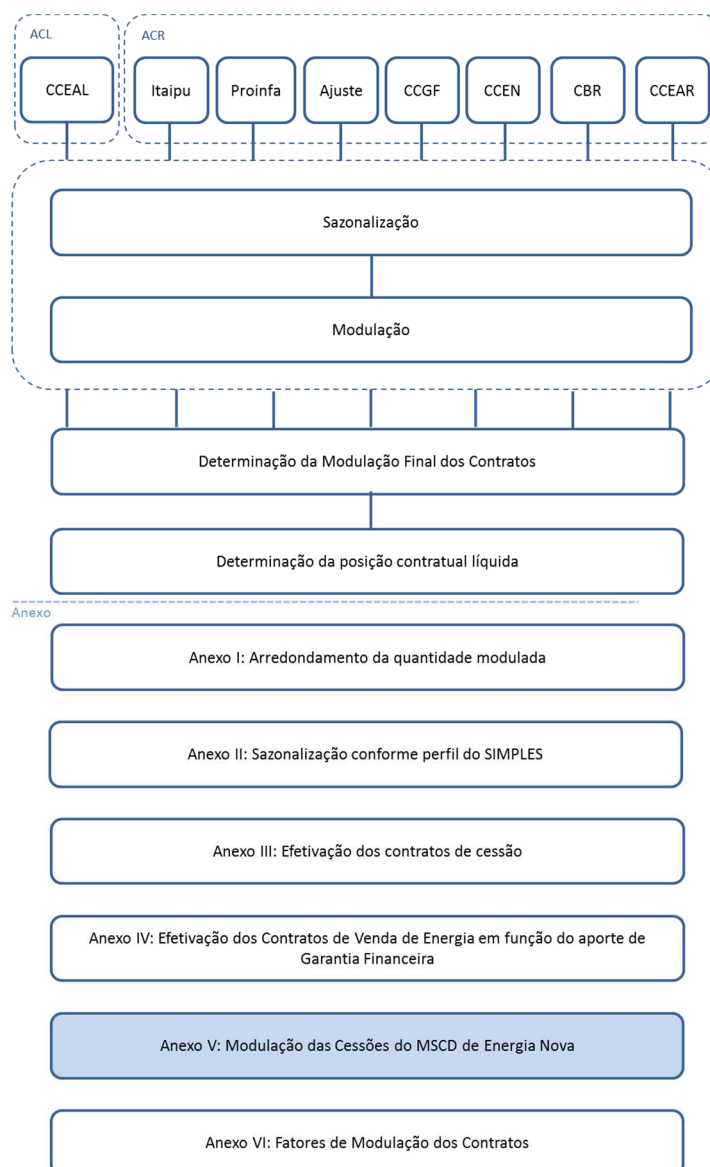 ACL
ACR
CCEAL
Itaipu
Proinfa
Ajuste
CCGF
CCEN
CBR
CCEAR
Sazonalização
Modulação
Determinação da Modulação Final dos Contratos
Determinação da posição contratual líquida
Anexo
Anexo I: Arredondamento da quantidade modulada
Anexo II: Sazonalização conforme perfil do SIMPLES
Anexo III: Efetivação dos contratos de cessão
Anexo IV: Efetivação dos Contratos de Venda de Energia em função do aporte de
Garantia Financeira
Anexo V: Modulação das Cessões do MSCD de Energia Nova
Anexo VI: Fatores de Modulação dos Contratos